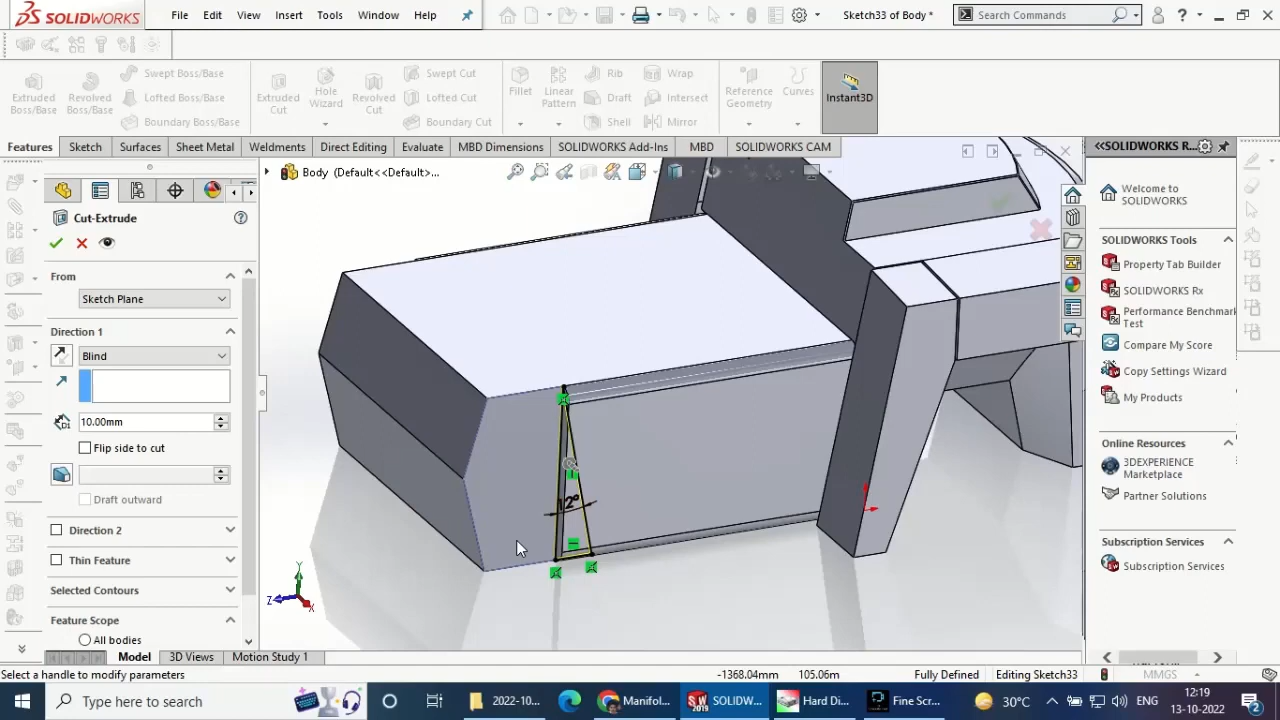 SOLIDWORKS File Edit View Insert Tools Window Help Sketch33 of Body * Search Commands ?
Extruded Boss/Base
Revolved Boss/Base
Swept Boss/Base
Lofted Boss/Base
Boundary Boss/Base
Extruded Cut
Hole Wizard
Revolved Cut
Swept Cut
Lofted Cut
Boundary Cut
Fillet
Linear Pattern
Rib
Draft
Shell
Wrap
Intersect
Mirror
Reference Geometry
Curves
Instant3D
Features Sketch Surfaces Sheet Metal Weldments Direct Editing Evaluate MBD Dimensions SOLIDWORKS Add-Ins MBD SOLIDWORKS CAM
Cut-Extrude
From
Sketch Plane
Direction 1
Blind
10.00mm
Flip side to cut
Draft outward
Direction 2
Thin Feature
Selected Contours
Feature Scope
All bodies
Body (Default<<Default>...
12°
Y
Z
X
<<SOLIDWORKS R...
Welcome to
SOLIDWORKS
SOLIDWORKS Tools
Property Tab Builder
SOLIDWORKS Rx
Performance Benchmark
Test
Compare My Score
Copy Settings Wizard
My Products
Online Resources
3DEXPERIENCE
Marketplace
Partner Solutions
Subscription Services
Subscription Services
Model 3D Views Motion Study 1
Select a handle to modify parameters -1368.04mm 105.06m Fully Defined Editing Sketch33 MMGS
Type here to search 2022-10... Manifol... SOLIDW... Hard Di... Fine Scr... 30°C ENG 12:19
13-10-2022
2